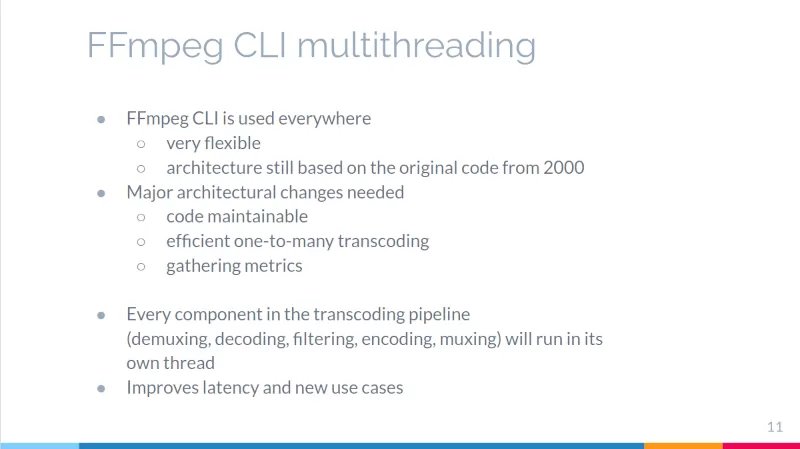 FFmpeg CLI multithreading
● FFmpeg CLI is used everywhere
○ very flexible
○ architecture still based on the original code from 2000
● Major architectural changes needed
○ code maintainable
○ efficient one-to-many transcoding
○ gathering metrics
● Every component in the transcoding pipeline
(demuxing, decoding, filtering, encoding, muxing) will run in its
own thread
● Improves latency and new use cases
11